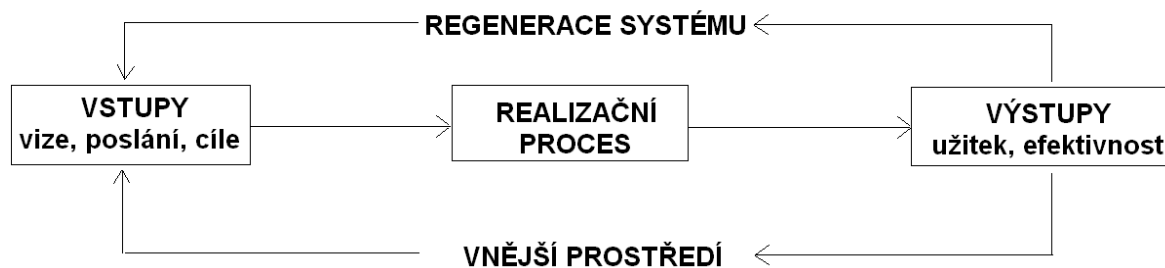 REGENERACE SYSTÉMU
VSTUPY
vize, poslání, cíle
REALIZAČNÍ
PROCES
VÝSTUPY
užitek, efektivnost
VNĚJŠÍ PROSTŘEDÍ